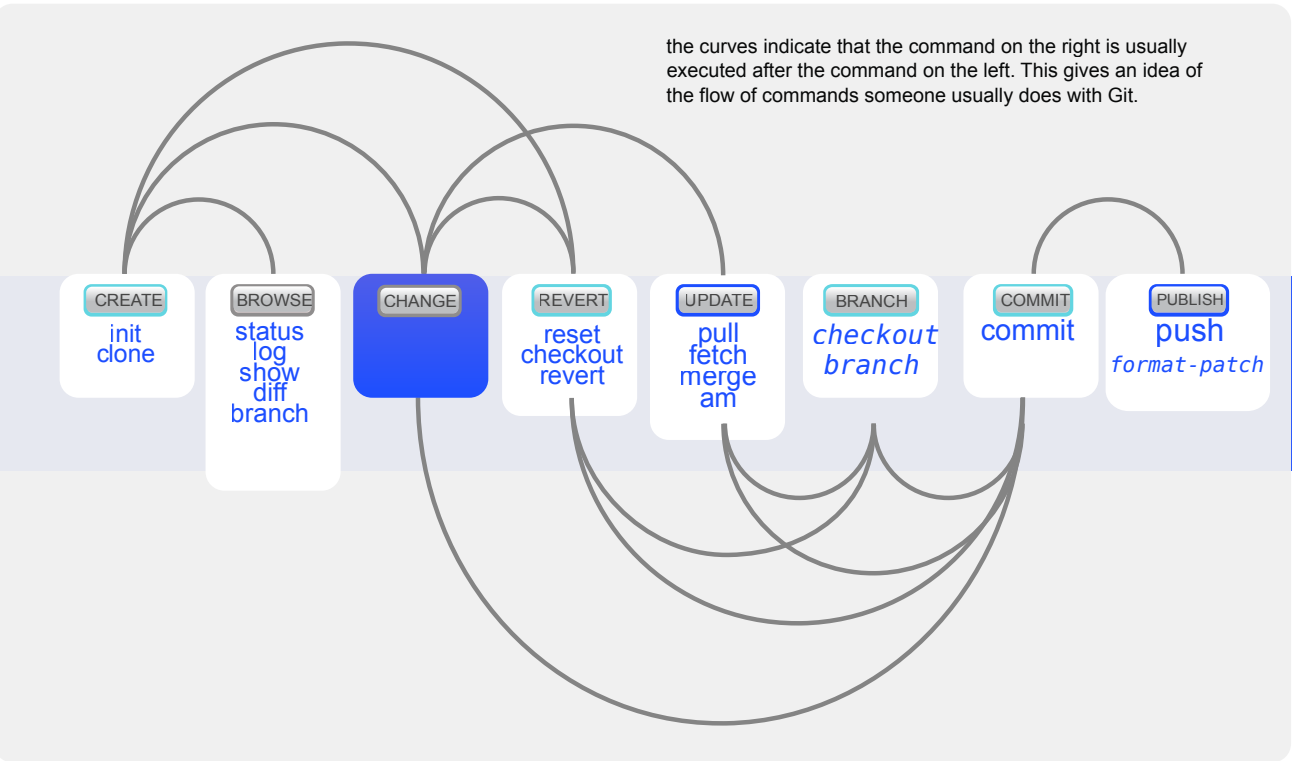 the curves indicate that the command on the right is usually
executed after the command on the left. This gives an idea of
the flow of commands someone usually does with Git.
CREATE
init
clone
BROWSE
status
log
show
diff
branch
CHANGE
REVERT
reset
checkout
revert
UPDATE
pull
fetch
merge
am
BRANCH
checkout
branch
COMMIT
commit
PUBLISH
push
format-patch